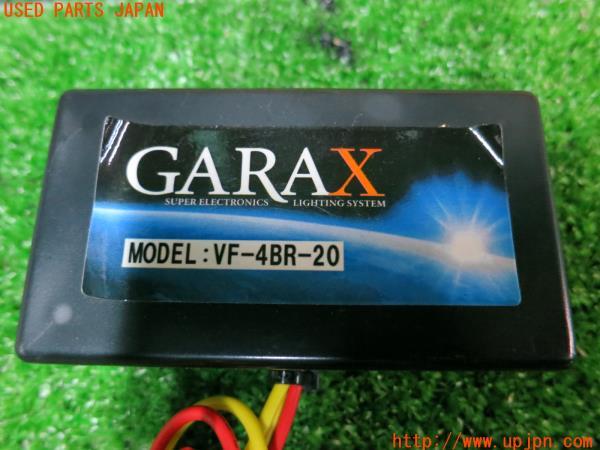 USED PARTS JAPAN
GARAX
SUPER ELECTRONICS LIGHTING SYSTEM
MODEL:VF-4BR-20
http://www.upjpn.com/